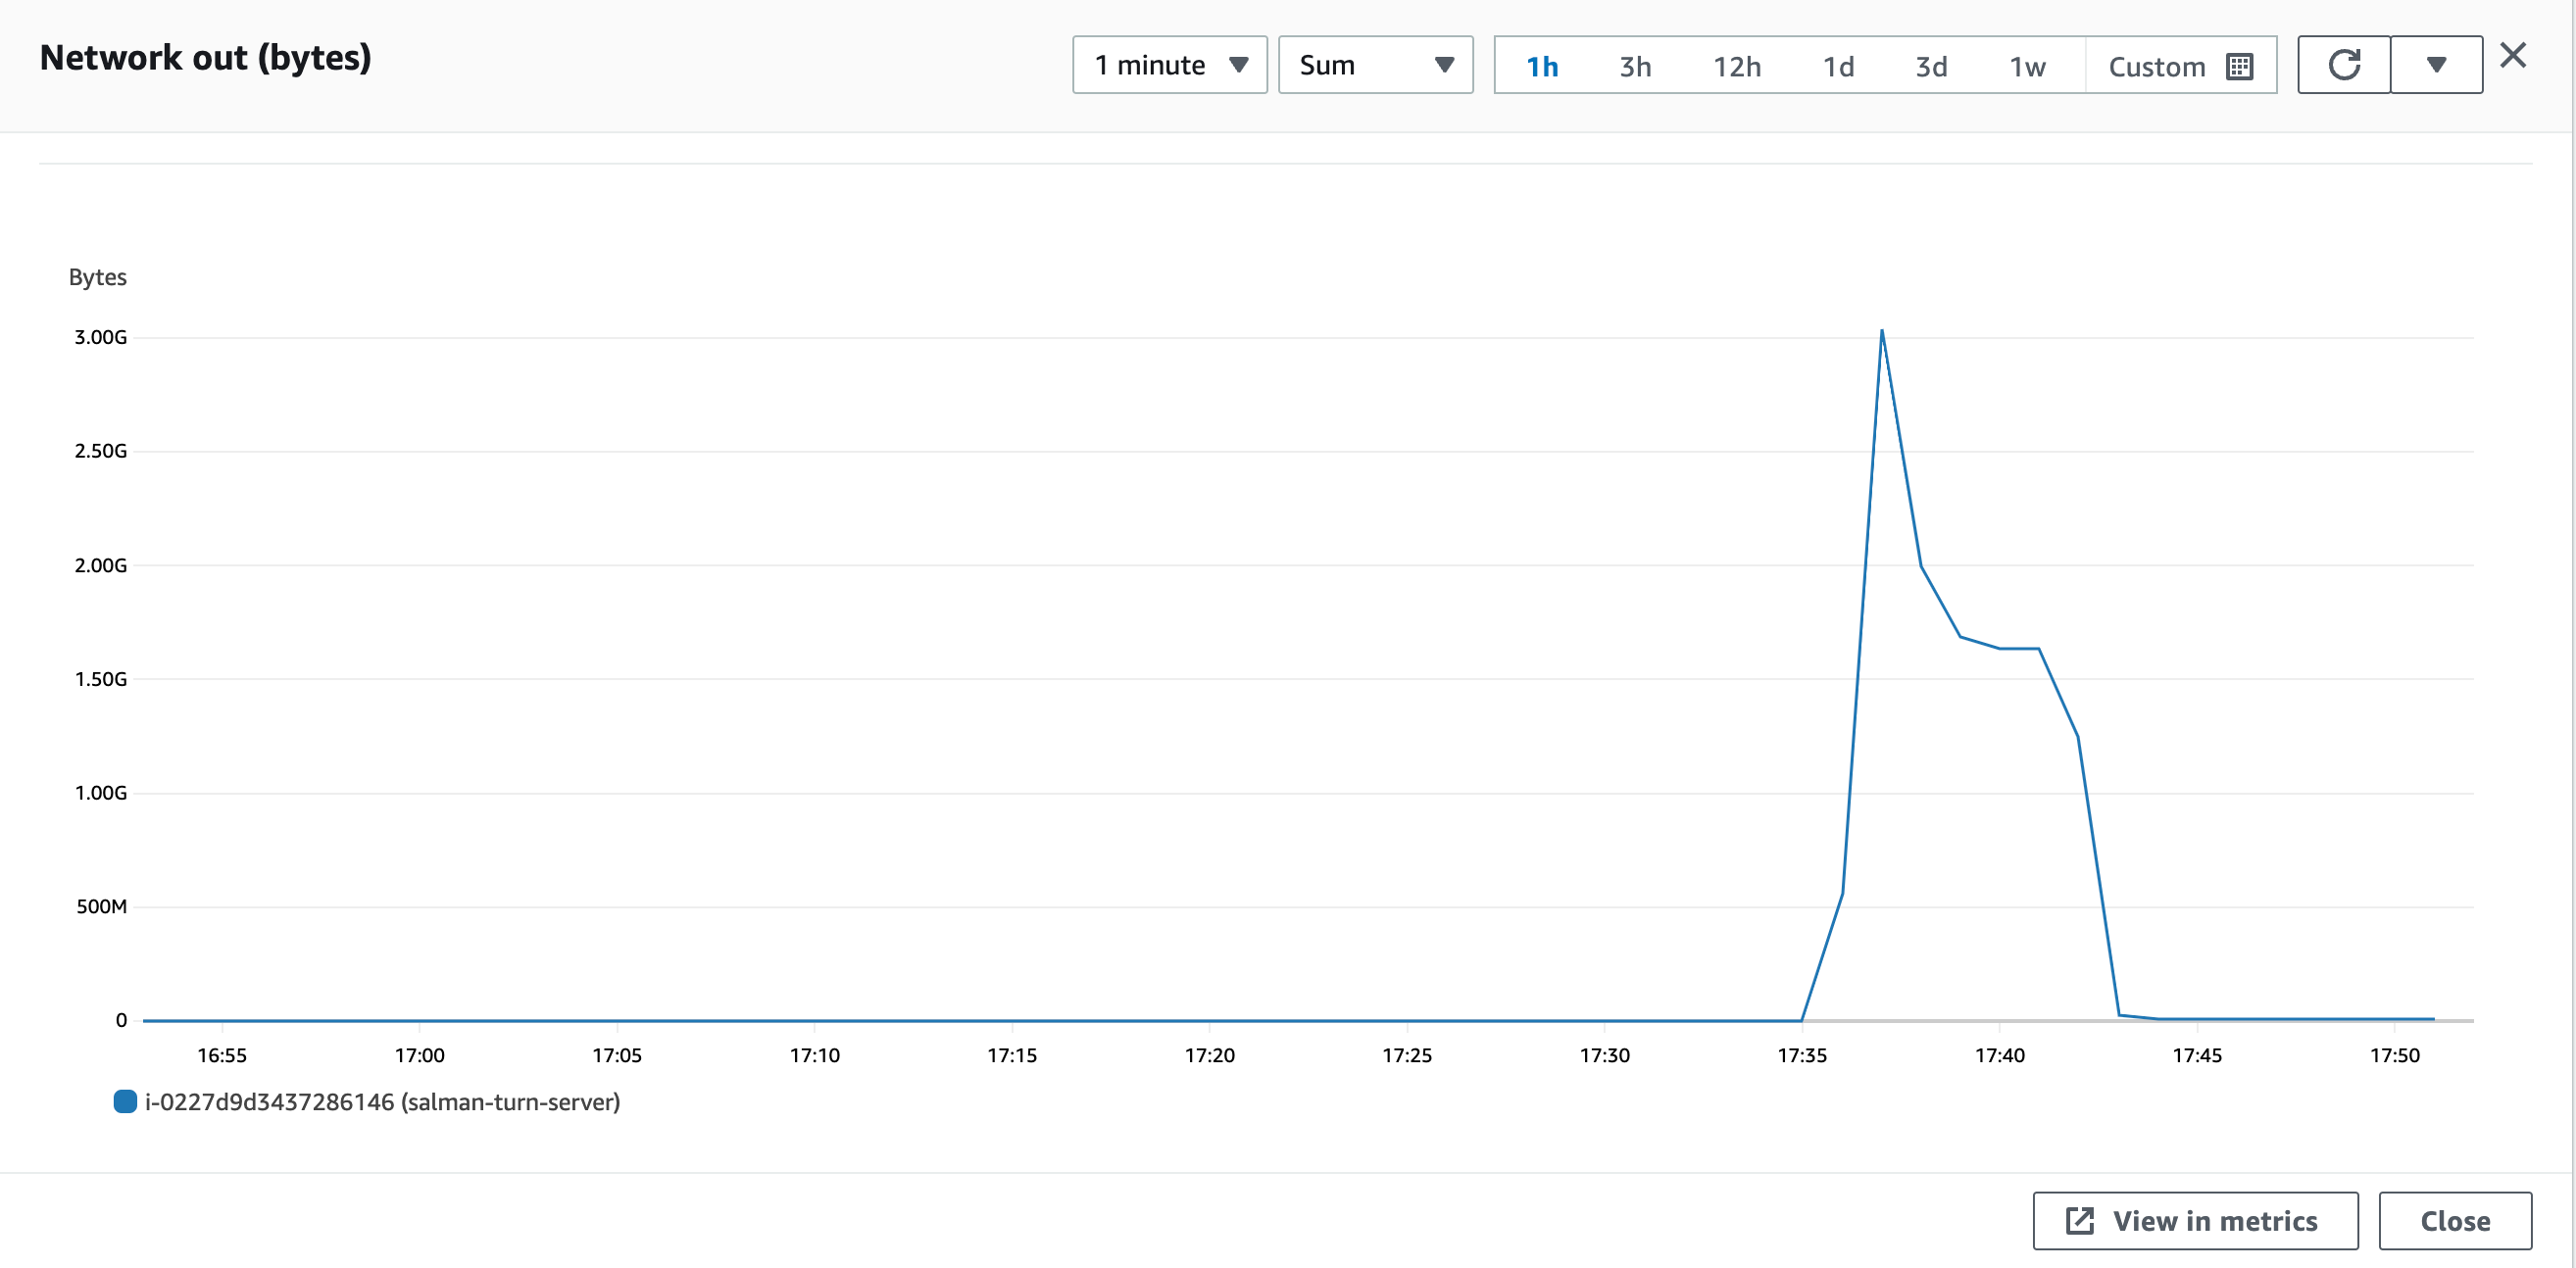 Network out (bytes)
1 minute Sum 1h 3h 12h 1d 3d 1w Custom
Bytes
3.00G
2.50G
2.00G
1.50G
1.00G
500M
0
16:55 17:00 17:05 17:10 17:15 17:20 17:25 17:30 17:35 17:40 17:45 17:50
i-0227d9d3437286146 (salman-turn-server)
View in metrics Close